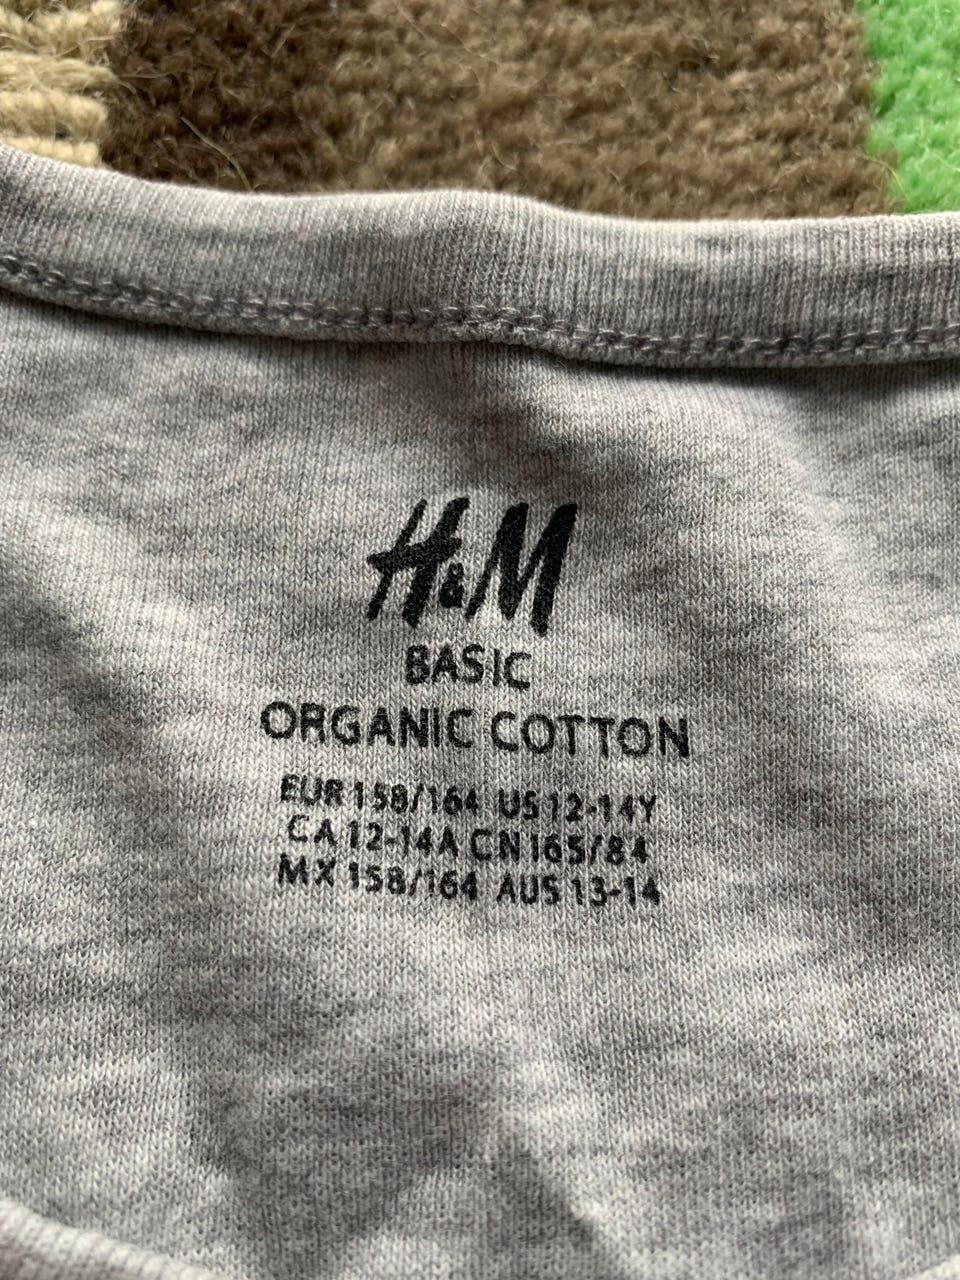 H&M
BASIC
ORGANIC COTTON
EUR 158/164 US 12-14Y
CA 12-14A CN 165/84
MX 158/164 AUS 13-14